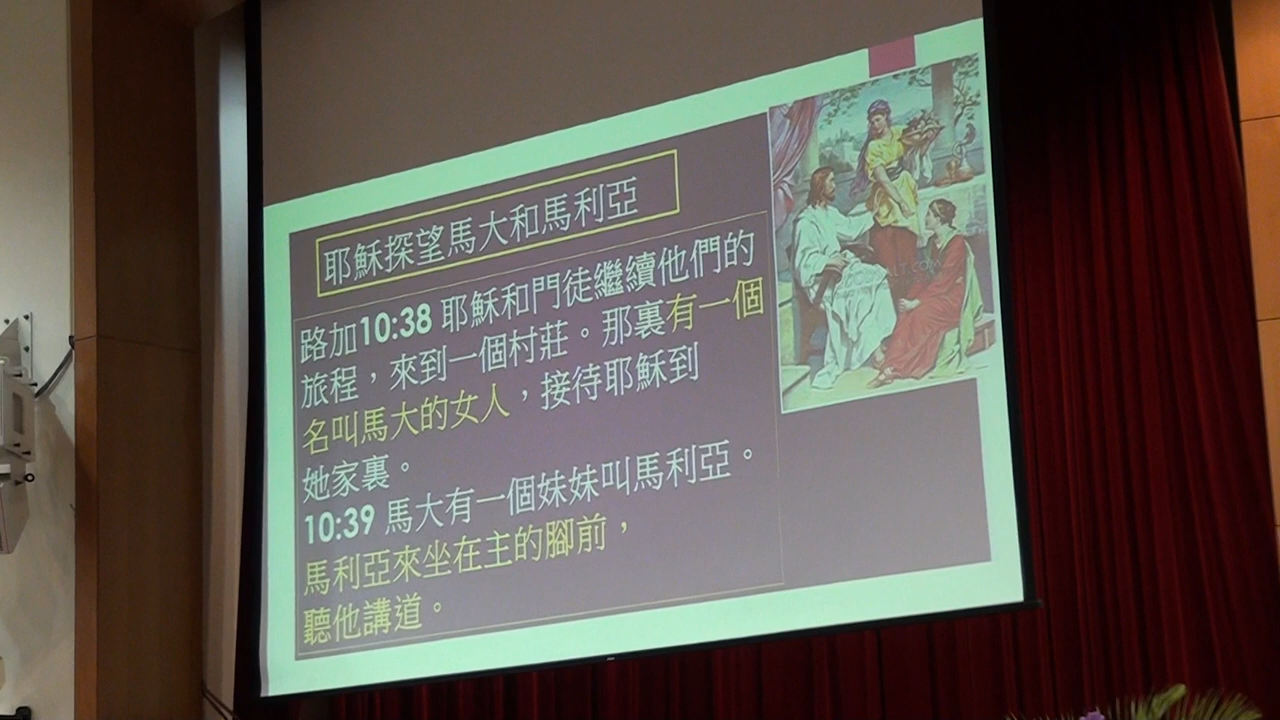 耶穌探望馬大和馬利亞
路加10:38 耶穌和門徒繼續他們的
旅程，來到一個村莊。那裏有一個
名叫馬大的女人，接待耶穌到
她家裏。
10:39 馬大有一個妹妹叫馬利亞。
馬利亞來坐在主的腳前，
聽他講道。